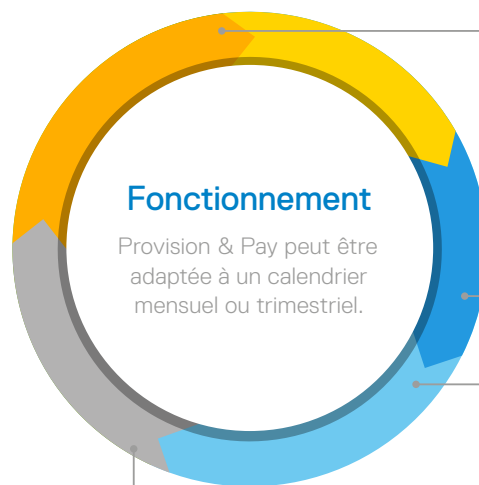 Fonctionnement
Provision & Pay peut être
adaptée à un calendrier
mensuel ou trimestriel.